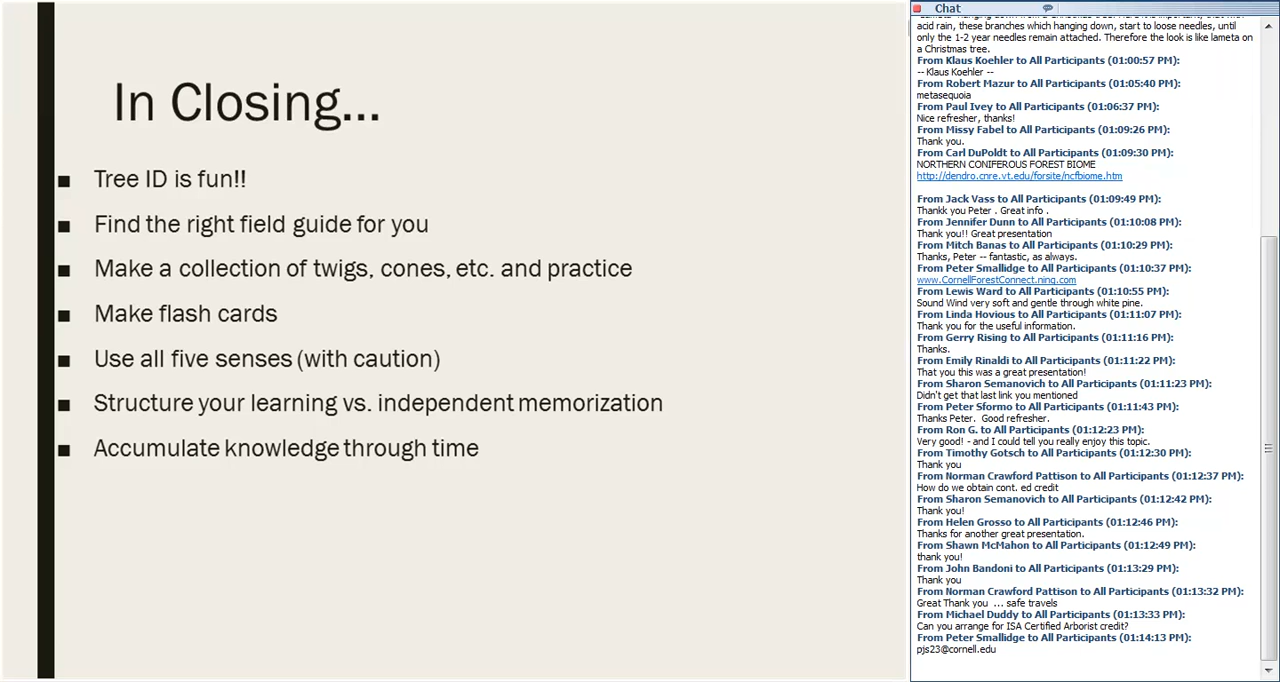 In Closing...
■ Tree ID is fun!!
■ Find the right field guide for you
■ Make a collection of twigs, cones, etc. and practice
■ Make flash cards
■ Use all five senses (with caution)
■ Structure your learning vs. independent memorization
■ Accumulate knowledge through time
Chat
acid rain, these branches which hanging down, start to loose needles, until
only the 1-2 year needles remain attached. Therefore the look is like lameta on
a Christmas tree.
From Klaus Koehler to All Participants (01:00:57 PM):
-- Klaus Koehler --
From Robert Mazur to All Participants (01:05:40 PM):
metasequoia
From Paul Ivey to All Participants (01:06:37 PM):
Nice refresher, thanks!
From Missy Fabel to All Participants (01:09:26 PM):
Thank you.
From Carl DuPoldt to All Participants (01:09:30 PM):
NORTHERN CONIFEROUS FOREST BIOME
http://dendro.cnre.vt.edu/forsite/ncfbiome.htm
From Jack Vass to All Participants (01:09:49 PM):
Thankk you Peter . Great info .
From Jennifer Dunn to All Participants (01:10:08 PM):
Thank you!! Great presentation
From Mitch Banas to All Participants (01:10:29 PM):
Thanks, Peter -- fantastic, as always.
From Peter Smallidge to All Participants (01:10:37 PM):
www.CornellForestConnect.ning.com
From Lewis Ward to All Participants (01:10:55 PM):
Sound Wind very soft and gentle through white pine.
From Linda Hovious to All Participants (01:11:07 PM):
Thank you for the useful information.
From Gerry Rising to All Participants (01:11:16 PM):
Thanks.
From Emily Rinaldi to All Participants (01:11:22 PM):
That you this was a great presentation!
From Sharon Semanovich to All Participants (01:11:23 PM):
Didn't get that last link you mentioned
From Peter Sformo to All Participants (01:11:43 PM):
Thanks Peter.  Good refresher.
From Ron G. to All Participants (01:12:23 PM):
Very good! - and I could tell you really enjoy this topic.
From Timothy Gotsch to All Participants (01:12:30 PM):
Thank you
From Norman Crawford Pattison to All Participants (01:12:37 PM):
How do we obtain cont. ed credit
From Sharon Semanovich to All Participants (01:12:42 PM):
Thank you!
From Helen Grosso to All Participants (01:12:46 PM):
Thanks for another great presentation.
From Shawn McMahon to All Participants (01:12:49 PM):
thank you!
From John Bandoni to All Participants (01:13:29 PM):
Thank you
From Norman Crawford Pattison to All Participants (01:13:32 PM):
Great Thank you  ... safe travels
From Michael Duddy to All Participants (01:13:33 PM):
Can you arrange for ISA Certified Arborist credit?
From Peter Smallidge to All Participants (01:14:13 PM):
pjs23@cornell.edu